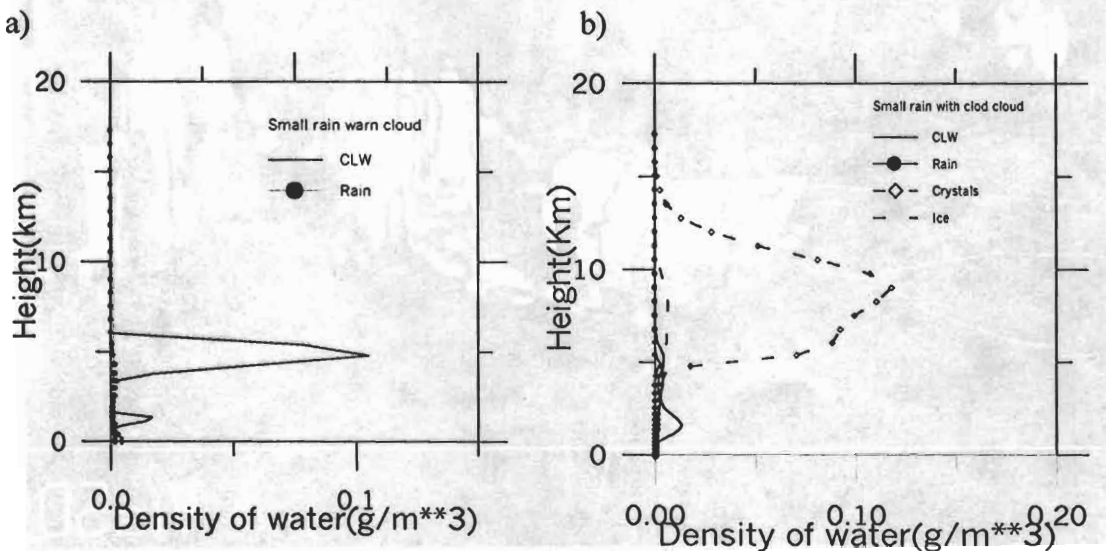 a)
20
10
0
Height(km)
Small rain warn cloud
CLW
Rain
0.0
0.1
Density of water(g/m**3)
b)
20
10
0
Height(Km)
Small rain with clod cloud
CLW
Rain
Crystals
Ice
0.00
0.10
0.20
Density of water(g/m**3)